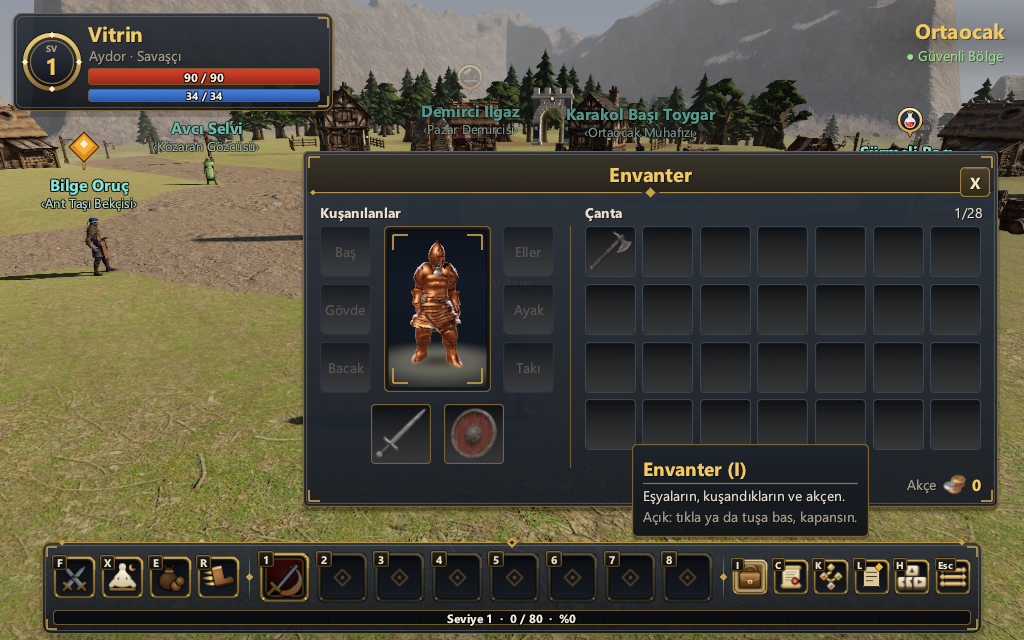 Vitrin
SV
1
Aydor · Savaşçı
90 / 90
34 / 34
Ortaocak
Güvenli Bölge
Avcı Selvi
‹Kozaran Gözcüsü›
Demirci Ilgaz
‹Pazar Demircisi›
Karakol Başı Toygar
‹Ortaocak Muhafızı›
Bilge Oruç
‹Ant Taşı Bekçisi›
Envanter
X
Kuşanılanlar
Çanta
1/28
Baş
Eller
Gövde
Ayak
Bacak
Takı
Envanter (I)
Eşyaların, kuşandıkların ve akçen.
Açık: tıkla ya da tuşa bas, kapansın.
Akçe
0
F X E R 1 2 3 4 5 6 7 8 I C K L H Esc
Seviye 1 · 0 / 80 · %0